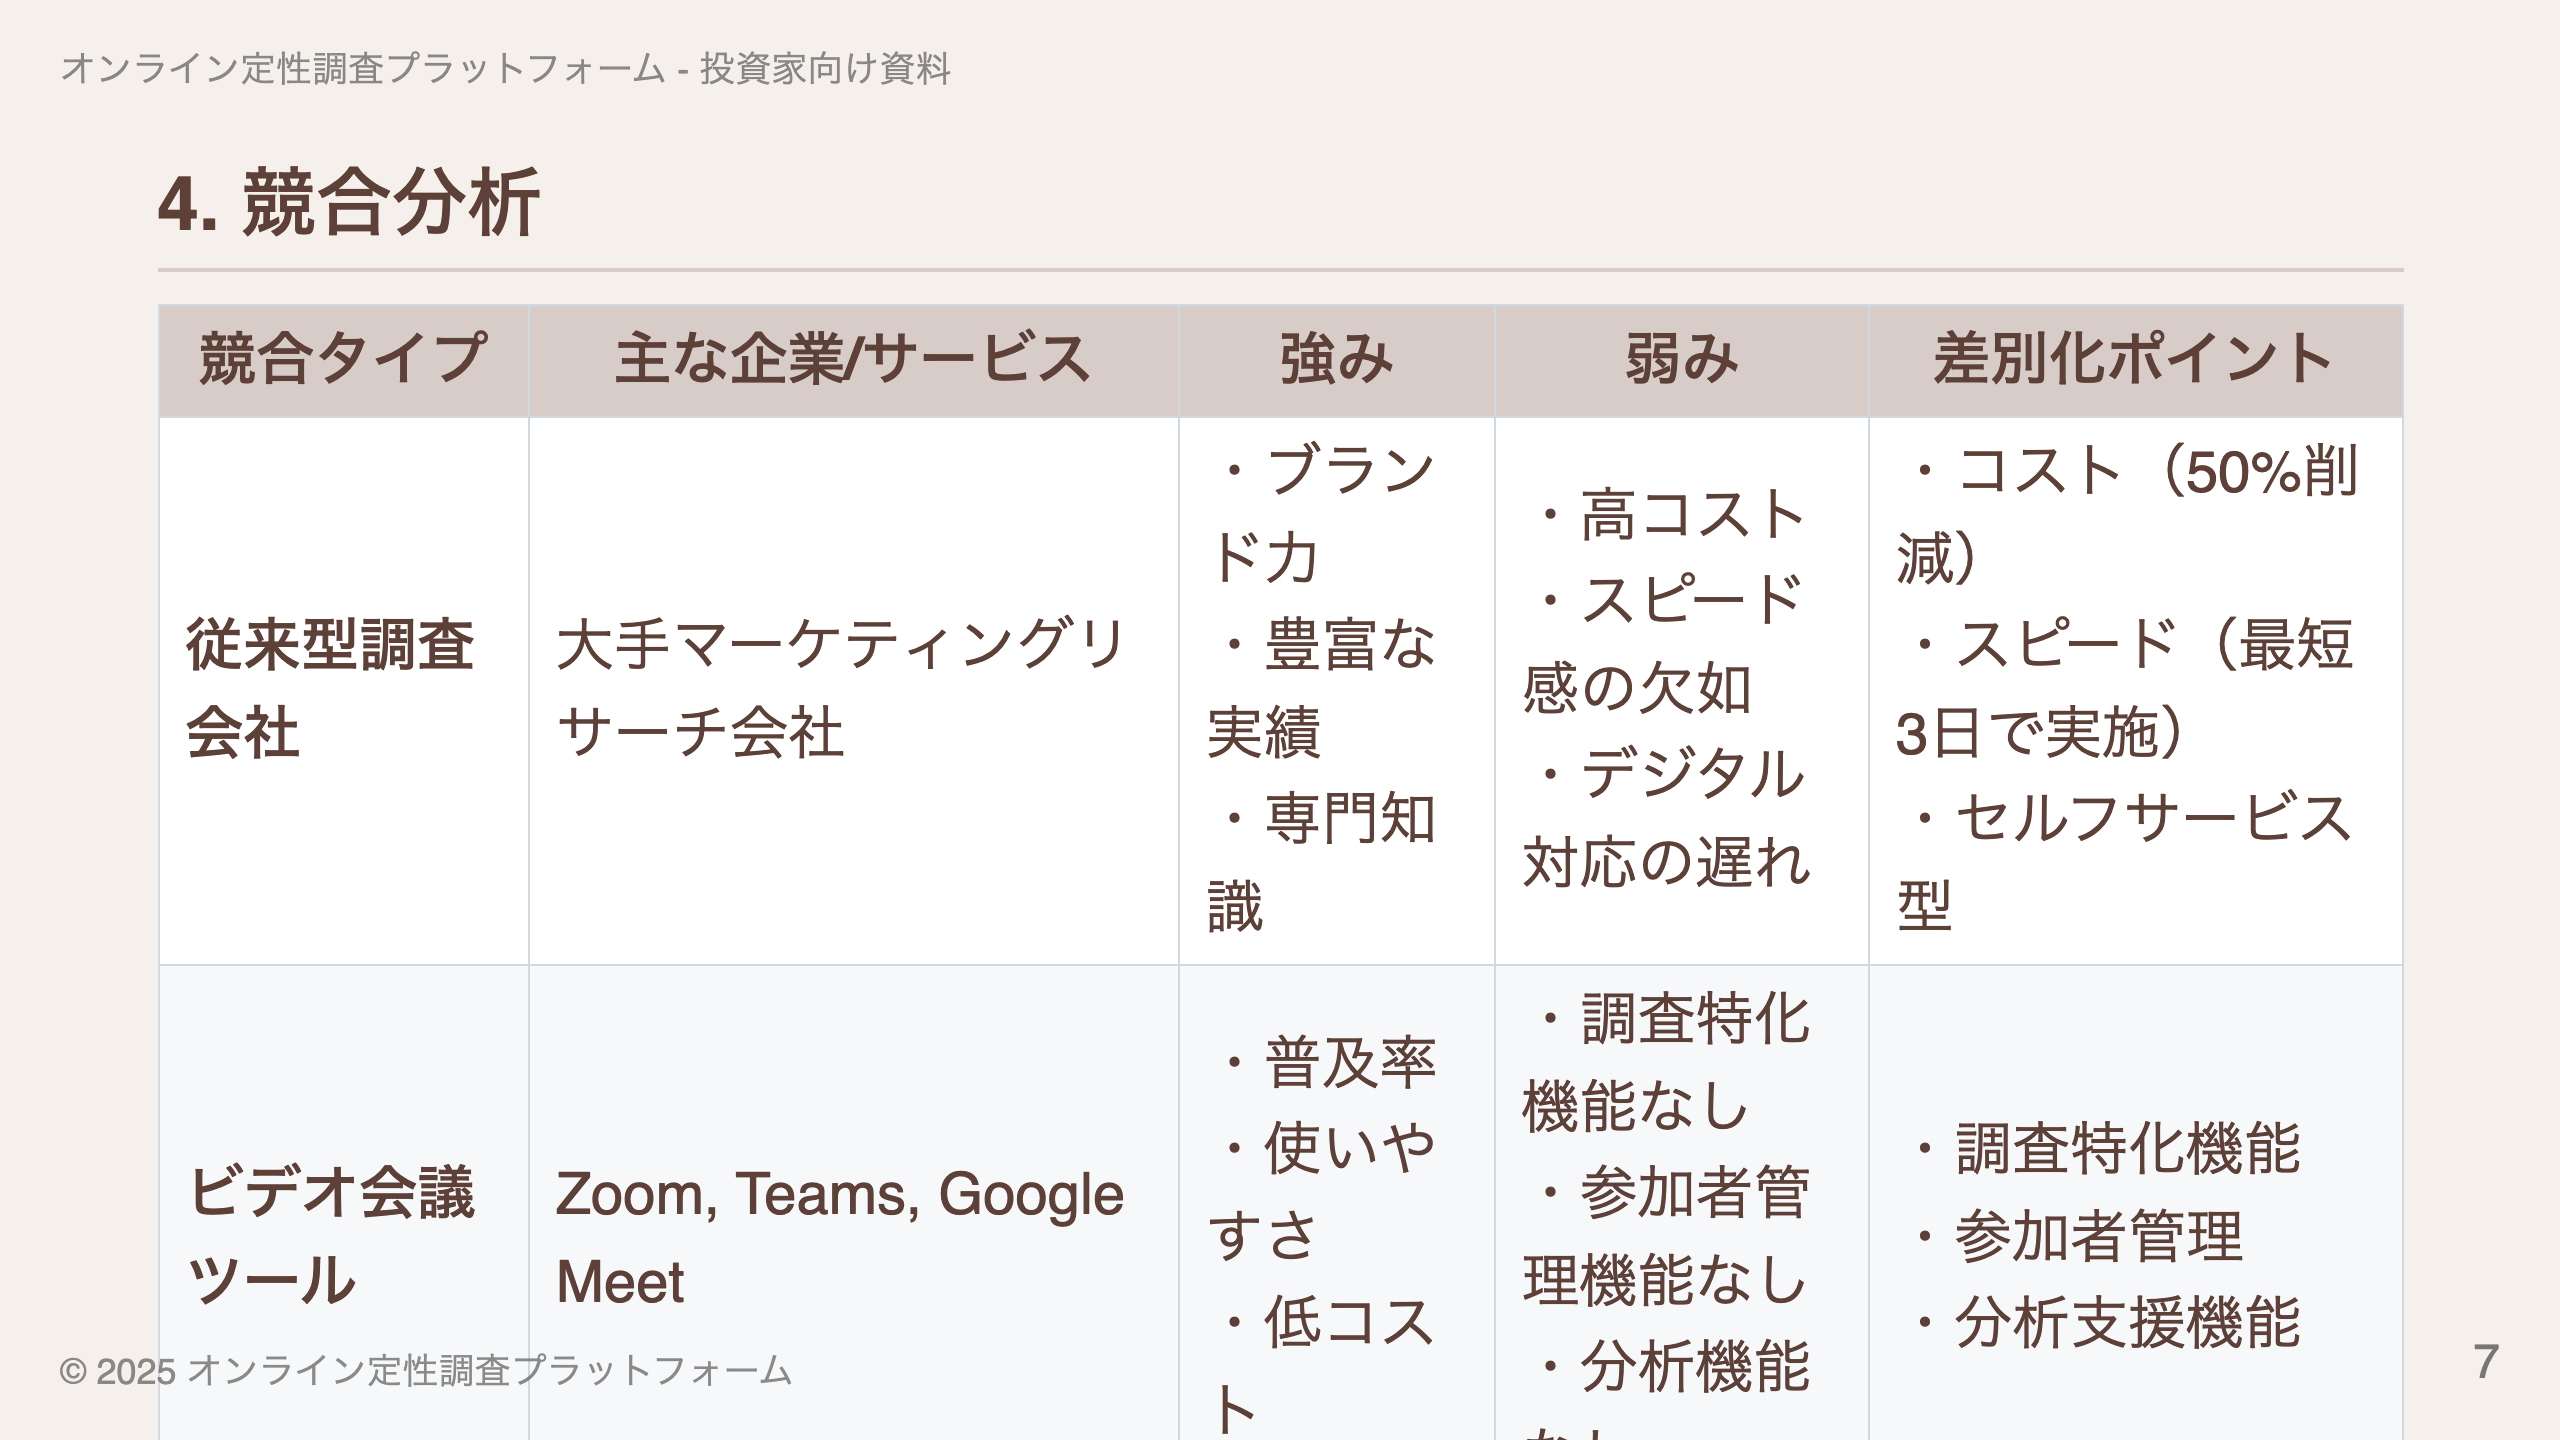 オンライン定性調査プラットフォーム - 投資家向け資料
4. 競合分析
競合タイプ
主な企業/サービス
強み
弱み
差別化ポイント
従来型調査
会社
大手マーケティングリ
サーチ会社
・ブラン
ド力
・豊富な
実績
・専門知
識
・高コスト
・スピード
感の欠如
・デジタル
対応の遅れ
・コスト（50%削
減）
・スピード（最短
3日で実施）
・セルフサービス
型
ビデオ会議
ツール
Zoom, Teams, Google
Meet
・普及率
・使いや
すさ
・低コス
ト
・調査特化
機能なし
・参加者管
理機能なし
・分析機能
・調査特化機能
・参加者管理
・分析支援機能
© 2025 オンライン定性調査プラットフォーム
7